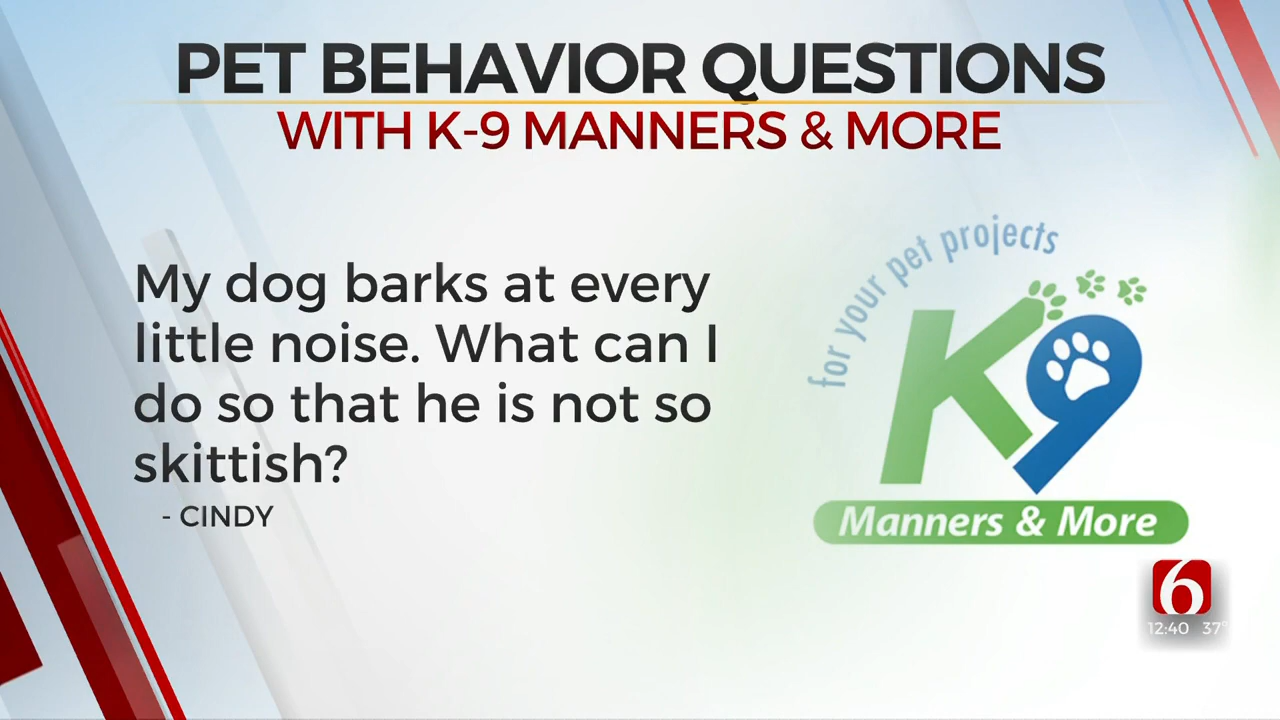 PET BEHAVIOR QUESTIONS
WITH K-9 MANNERS & MORE
My dog barks at every
little noise. What can I
do so that he is not so
skittish?
- CINDY
for your pet projects
K9
Manners & More
6
12:40 37°